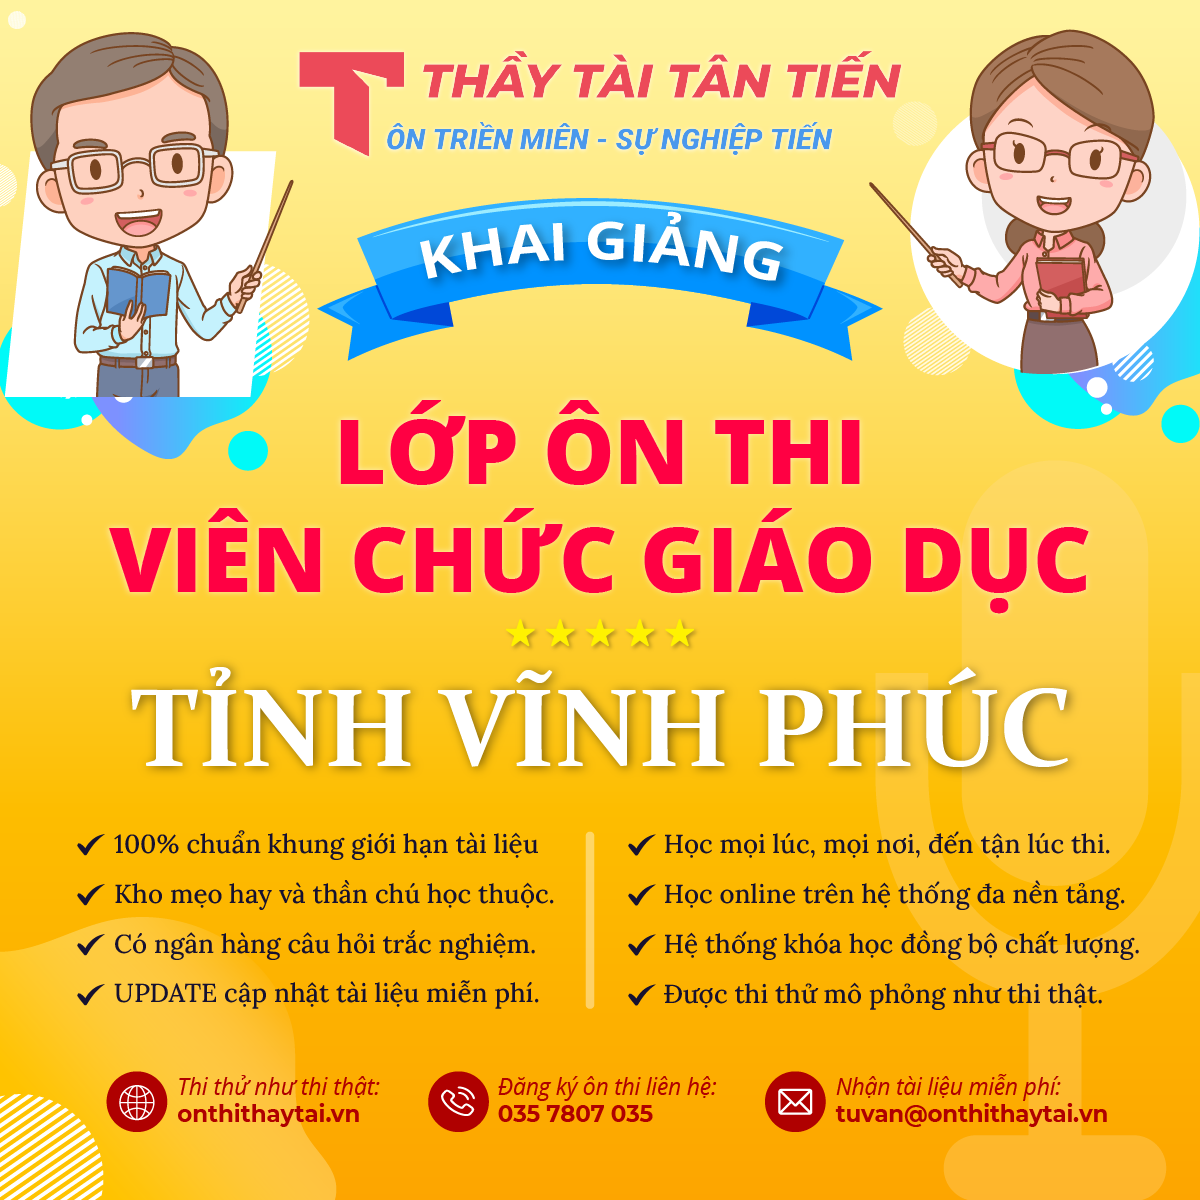 THẦY TÀI TÂN TIẾN
ÔN TRIỀN MIÊN - SỰ NGHIỆP TIẾN
KHAI GIẢNG
LỚP ÔN THI
VIÊN CHỨC GIÁO DỤC
TỈNH VĨNH PHÚC
100% chuẩn khung giới hạn tài liệu
Kho mẹo hay và thần chú học thuộc.
Có ngân hàng câu hỏi trắc nghiệm.
UPDATE cập nhật tài liệu miễn phí.
Học mọi lúc, mọi nơi, đến tận lúc thi.
Học online trên hệ thống đa nền tảng.
Hệ thống khóa học đồng bộ chất lượng.
Được thi thử mô phỏng như thi thật.
Thi thử như thi thật:
onthithaytai.vn
Đăng ký ôn thi liên hệ:
035 7807 035
Nhận tài liệu miễn phí:
tuvan@onthithaytai.vn